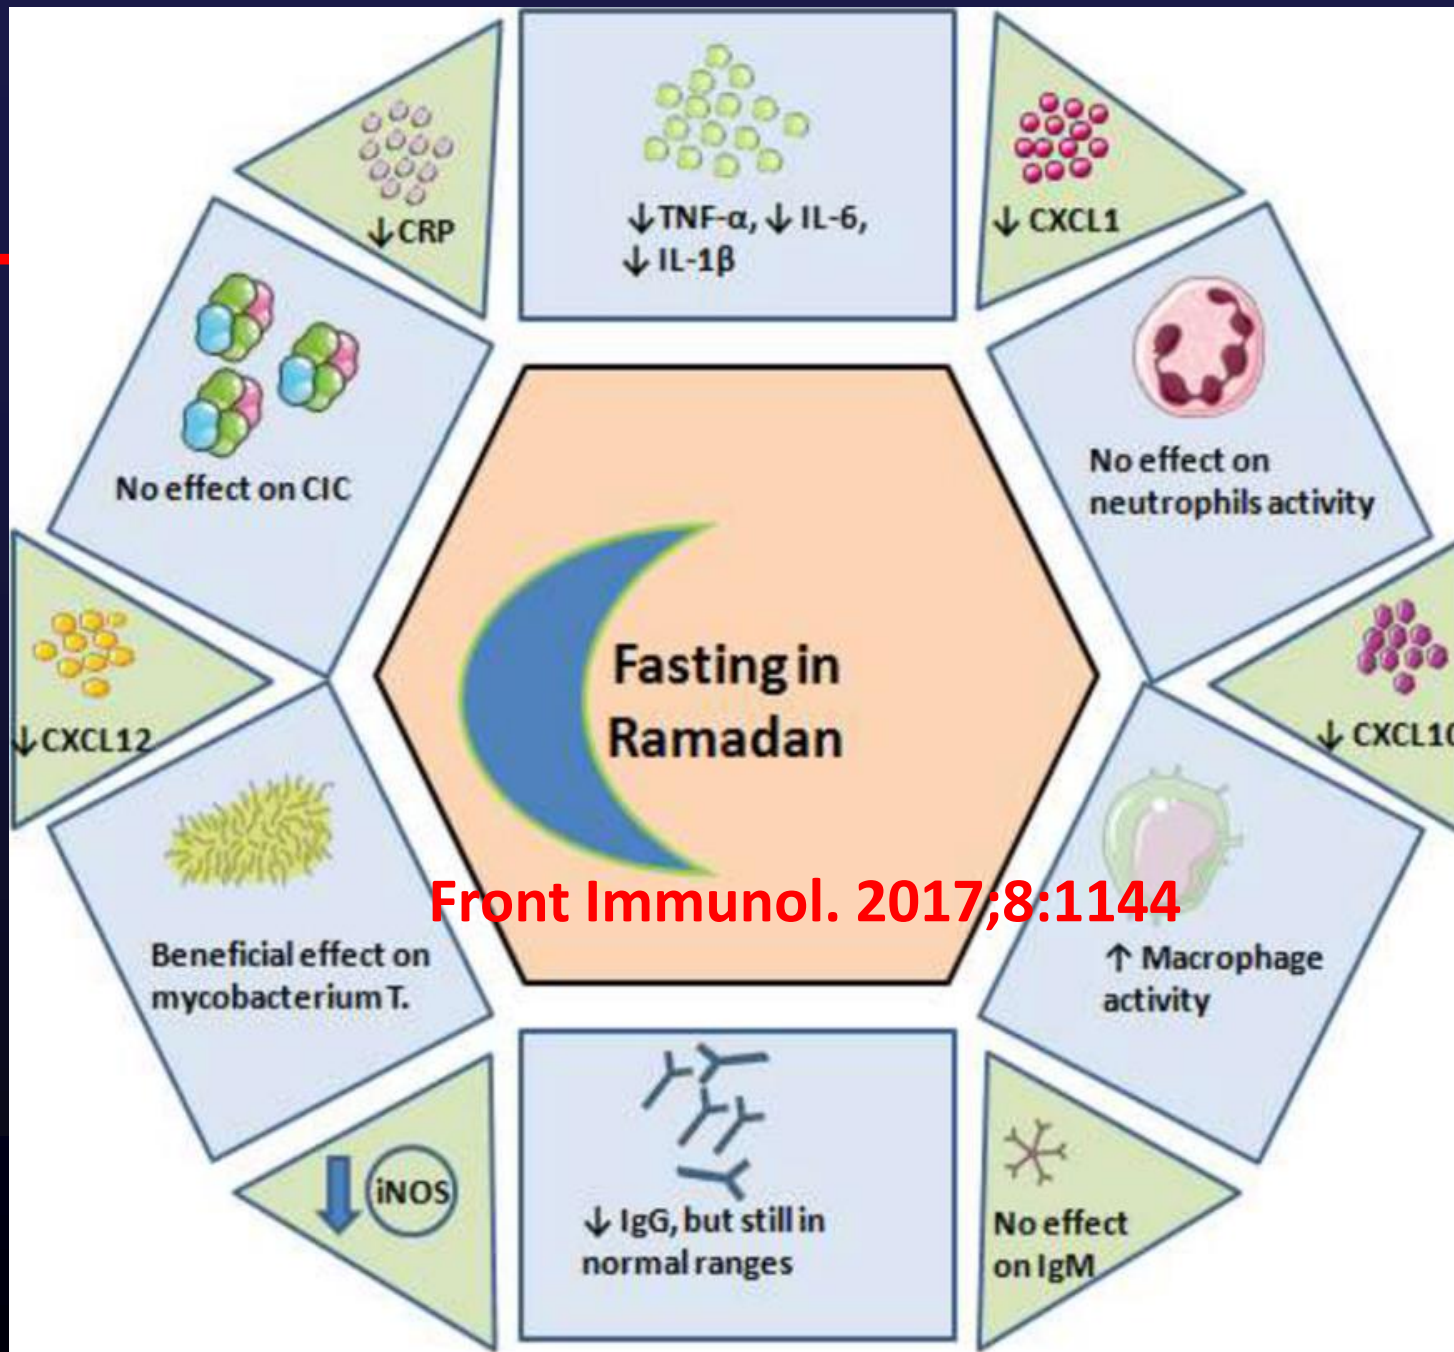 ↓CRP
↓TNF-α, ↓ IL-6,
↓ IL-1β
↓ CXCL1
No effect on CIC
No effect on
neutrophils activity
↓CXCL12
Fasting in
Ramadan
↓ CXCL10
Front Immunol. 2017;8:1144
Beneficial effect on
mycobacterium T.
↑ Macrophage
activity
iNOS
↓ IgG, but still in
normal ranges
No effect
on IgM